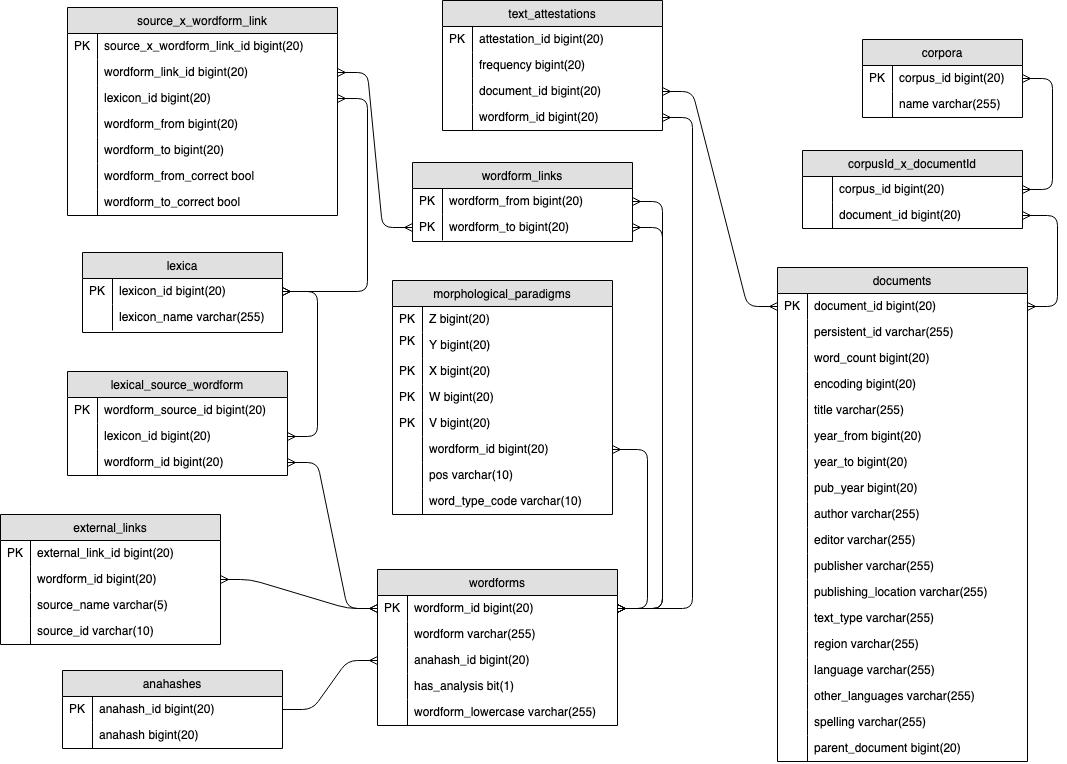 source_x_wordform_link
PK source_x_wordform_link_id bigint(20)
wordform_link_id bigint(20)
lexicon_id bigint(20)
wordform_from bigint(20)
wordform_to bigint(20)
wordform_from_correct bool
wordform_to_correct bool
text_attestations
PK attestation_id bigint(20)
frequency bigint(20)
document_id bigint(20)
wordform_id bigint(20)
corpora
PK corpus_id bigint(20)
name varchar(255)
corpusId_x_documentId
corpus_id bigint(20)
document_id bigint(20)
wordform_links
PK wordform_from bigint(20)
PK wordform_to bigint(20)
lexica
PK lexicon_id bigint(20)
lexicon_name varchar(255)
morphological_paradigms
PK Z bigint(20)
PK Y bigint(20)
PK X bigint(20)
PK W bigint(20)
PK V bigint(20)
wordform_id bigint(20)
pos varchar(10)
word_type_code varchar(10)
documents
PK document_id bigint(20)
persistent_id varchar(255)
word_count bigint(20)
encoding bigint(20)
title varchar(255)
year_from bigint(20)
year_to bigint(20)
pub_year bigint(20)
author varchar(255)
editor varchar(255)
publisher varchar(255)
publishing_location varchar(255)
text_type varchar(255)
region varchar(255)
language varchar(255)
other_languages varchar(255)
spelling varchar(255)
parent_document bigint(20)
lexical_source_wordform
PK wordform_source_id bigint(20)
lexicon_id bigint(20)
wordform_id bigint(20)
external_links
PK external_link_id bigint(20)
wordform_id bigint(20)
source_name varchar(5)
source_id varchar(10)
wordforms
PK wordform_id bigint(20)
wordform varchar(255)
anahash_id bigint(20)
has_analysis bit(1)
wordform_lowercase varchar(255)
anahashes
PK anahash_id bigint(20)
anahash bigint(20)